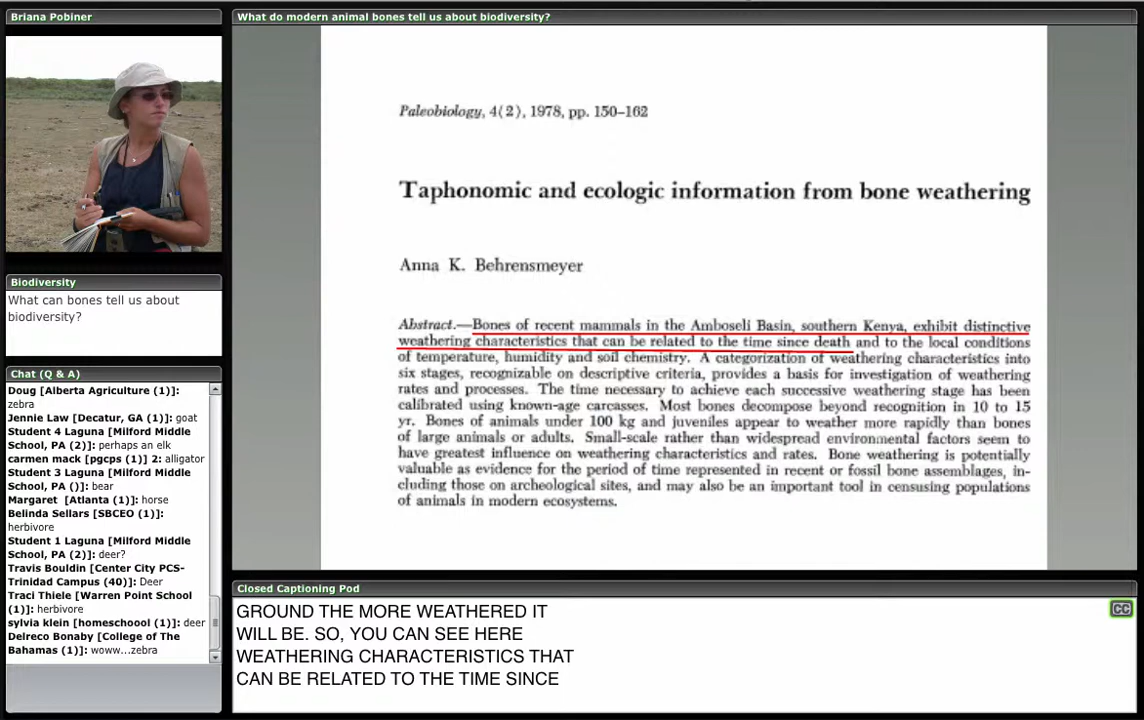 Briana Pobiner
What do modern animal bones tell us about biodiversity?
Paleobiology, 4(2), 1978, pp. 150–162
Taphonomic and ecologic information from bone weathering
Anna K. Behrensmeyer
Abstract.—Bones of recent mammals in the Amboseli Basin, southern Kenya, exhibit distinctive
weathering characteristics that can be related to the time since death and to the local conditions
of temperature, humidity and soil chemistry. A categorization of weathering characteristics into
six stages, recognizable on descriptive criteria, provides a basis for investigation of weathering
rates and processes. The time necessary to achieve each successive weathering stage has been
calibrated using known-age carcasses. Most bones decompose beyond recognition in 10 to 15
yr. Bones of animals under 100 kg and juveniles appear to weather more rapidly than bones
of large animals or adults. Small-scale rather than widespread environmental factors seem to
have greatest influence on weathering characteristics and rates. Bone weathering is potentially
valuable as evidence for the period of time represented in recent or fossil bone assemblages, in-
cluding those on archeological sites, and may also be an important tool in censusing populations
of animals in modern ecosystems.
Biodiversity
What can bones tell us about
biodiversity?
Chat (Q & A)
Doug [Alberta Agriculture (1)]:
zebra
Jennie Law [Decatur, GA (1)]: goat
Student 4 Laguna [Milford Middle
School, PA (2)]: perhaps an elk
carmen mack [pgcps (1)] 2: alligator
Student 3 Laguna [Milford Middle
School, PA ()]: bear
Margaret [Atlanta (1)]: horse
Belinda Sellars [SBCEO (1)]:
herbivore
Student 1 Laguna [Milford Middle
School, PA (2)]: deer?
Travis Bouldin [Center City PCS-
Trinidad Campus (40)]: Deer
Traci Thiele [Warren Point School
(1)]: herbivore
sylvia klein [homeschoool (1)]: deer
Delreco Bonaby [College of The
Bahamas (1)]: woww...zebra
Closed Captioning Pod
GROUND THE MORE WEATHERED IT
WILL BE. SO, YOU CAN SEE HERE
WEATHERING CHARACTERISTICS THAT
CAN BE RELATED TO THE TIME SINCE
CC